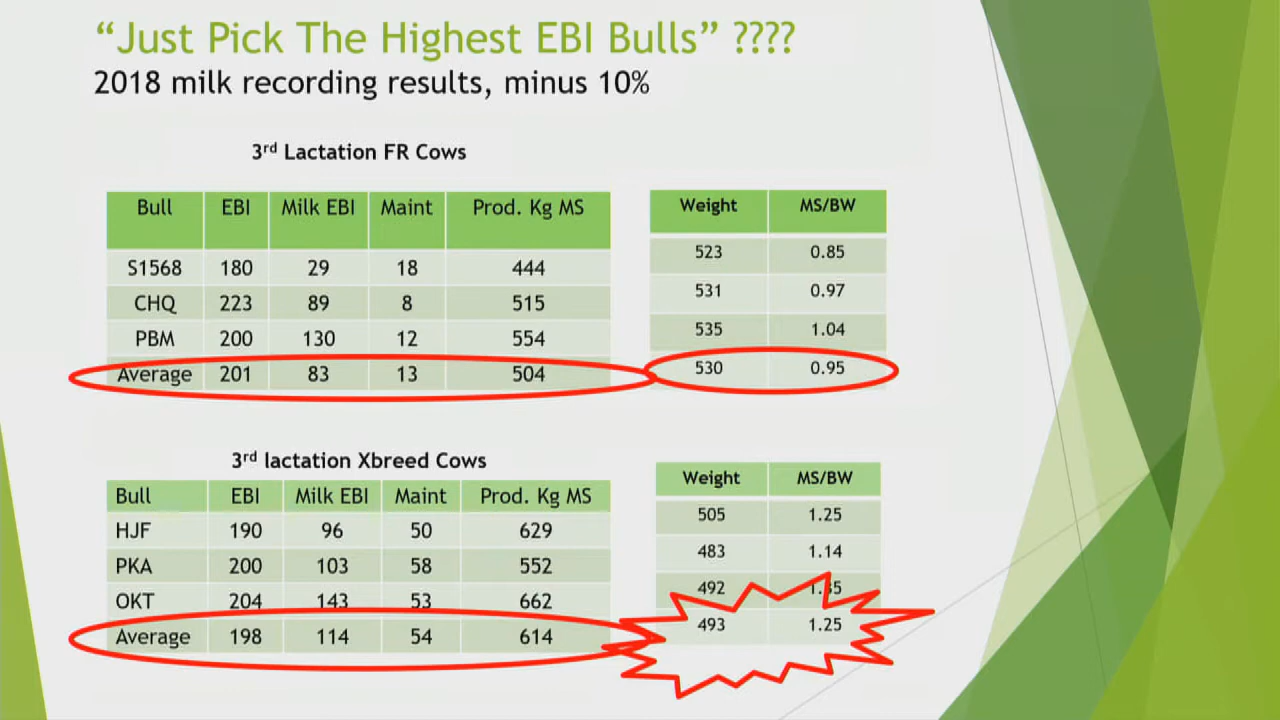 “Just Pick The Highest EBI Bulls” ????
2018 milk recording results, minus 10%
3rd Lactation FR Cows
Bull EBI Milk EBI Maint Prod. Kg MS
S1568 180 29 18 444
CHQ 223 89 8 515
PBM 200 130 12 554
Average 201 83 13 504
Weight MS/BW
523 0.85
531 0.97
535 1.04
530 0.95
3rd lactation Xbreed Cows
Bull EBI Milk EBI Maint Prod. Kg MS
HJF 190 96 50 629
PKA 200 103 58 552
OKT 204 143 53 662
Average 198 114 54 614
Weight MS/BW
505 1.25
483 1.14
492
493 1.25